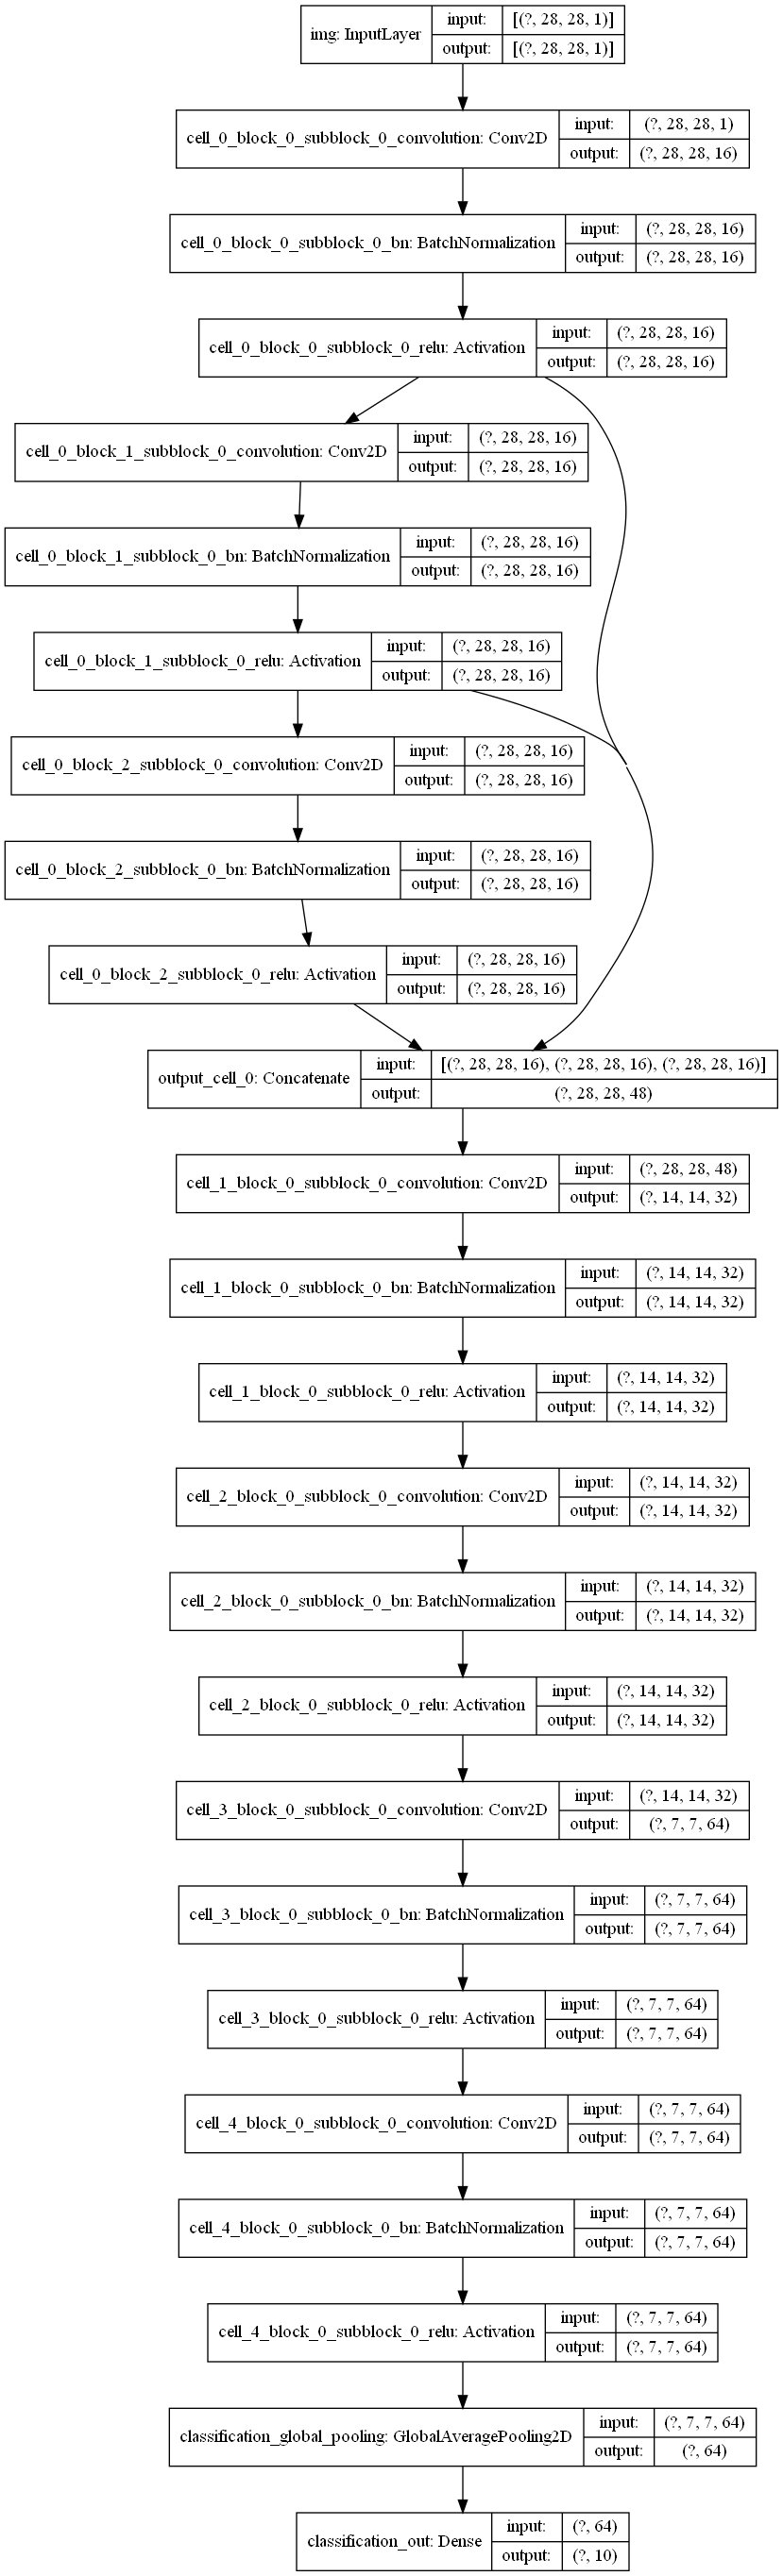 img: InputLayer
input: [(?, 28, 28, 1)]
output: [(?, 28, 28, 1)]
cell_0_block_0_subblock_0_convolution: Conv2D
input: (?, 28, 28, 1)
output: (?, 28, 28, 16)
cell_0_block_0_subblock_0_bn: BatchNormalization
input: (?, 28, 28, 16)
output: (?, 28, 28, 16)
cell_0_block_0_subblock_0_relu: Activation
input: (?, 28, 28, 16)
output: (?, 28, 28, 16)
cell_0_block_1_subblock_0_convolution: Conv2D
input: (?, 28, 28, 16)
output: (?, 28, 28, 16)
cell_0_block_1_subblock_0_bn: BatchNormalization
input: (?, 28, 28, 16)
output: (?, 28, 28, 16)
cell_0_block_1_subblock_0_relu: Activation
input: (?, 28, 28, 16)
output: (?, 28, 28, 16)
cell_0_block_2_subblock_0_convolution: Conv2D
input: (?, 28, 28, 16)
output: (?, 28, 28, 16)
cell_0_block_2_subblock_0_bn: BatchNormalization
input: (?, 28, 28, 16)
output: (?, 28, 28, 16)
cell_0_block_2_subblock_0_relu: Activation
input: (?, 28, 28, 16)
output: (?, 28, 28, 16)
output_cell_0: Concatenate
input: [(?, 28, 28, 16), (?, 28, 28, 16), (?, 28, 28, 16)]
output: (?, 28, 28, 48)
cell_1_block_0_subblock_0_convolution: Conv2D
input: (?, 28, 28, 48)
output: (?, 14, 14, 32)
cell_1_block_0_subblock_0_bn: BatchNormalization
input: (?, 14, 14, 32)
output: (?, 14, 14, 32)
cell_1_block_0_subblock_0_relu: Activation
input: (?, 14, 14, 32)
output: (?, 14, 14, 32)
cell_2_block_0_subblock_0_convolution: Conv2D
input: (?, 14, 14, 32)
output: (?, 14, 14, 32)
cell_2_block_0_subblock_0_bn: BatchNormalization
input: (?, 14, 14, 32)
output: (?, 14, 14, 32)
cell_2_block_0_subblock_0_relu: Activation
input: (?, 14, 14, 32)
output: (?, 14, 14, 32)
cell_3_block_0_subblock_0_convolution: Conv2D
input: (?, 14, 14, 32)
output: (?, 7, 7, 64)
cell_3_block_0_subblock_0_bn: BatchNormalization
input: (?, 7, 7, 64)
output: (?, 7, 7, 64)
cell_3_block_0_subblock_0_relu: Activation
input: (?, 7, 7, 64)
output: (?, 7, 7, 64)
cell_4_block_0_subblock_0_convolution: Conv2D
input: (?, 7, 7, 64)
output: (?, 7, 7, 64)
cell_4_block_0_subblock_0_bn: BatchNormalization
input: (?, 7, 7, 64)
output: (?, 7, 7, 64)
cell_4_block_0_subblock_0_relu: Activation
input: (?, 7, 7, 64)
output: (?, 7, 7, 64)
classification_global_pooling: GlobalAveragePooling2D
input: (?, 7, 7, 64)
output: (?, 64)
classification_out: Dense
input: (?, 64)
output: (?, 10)